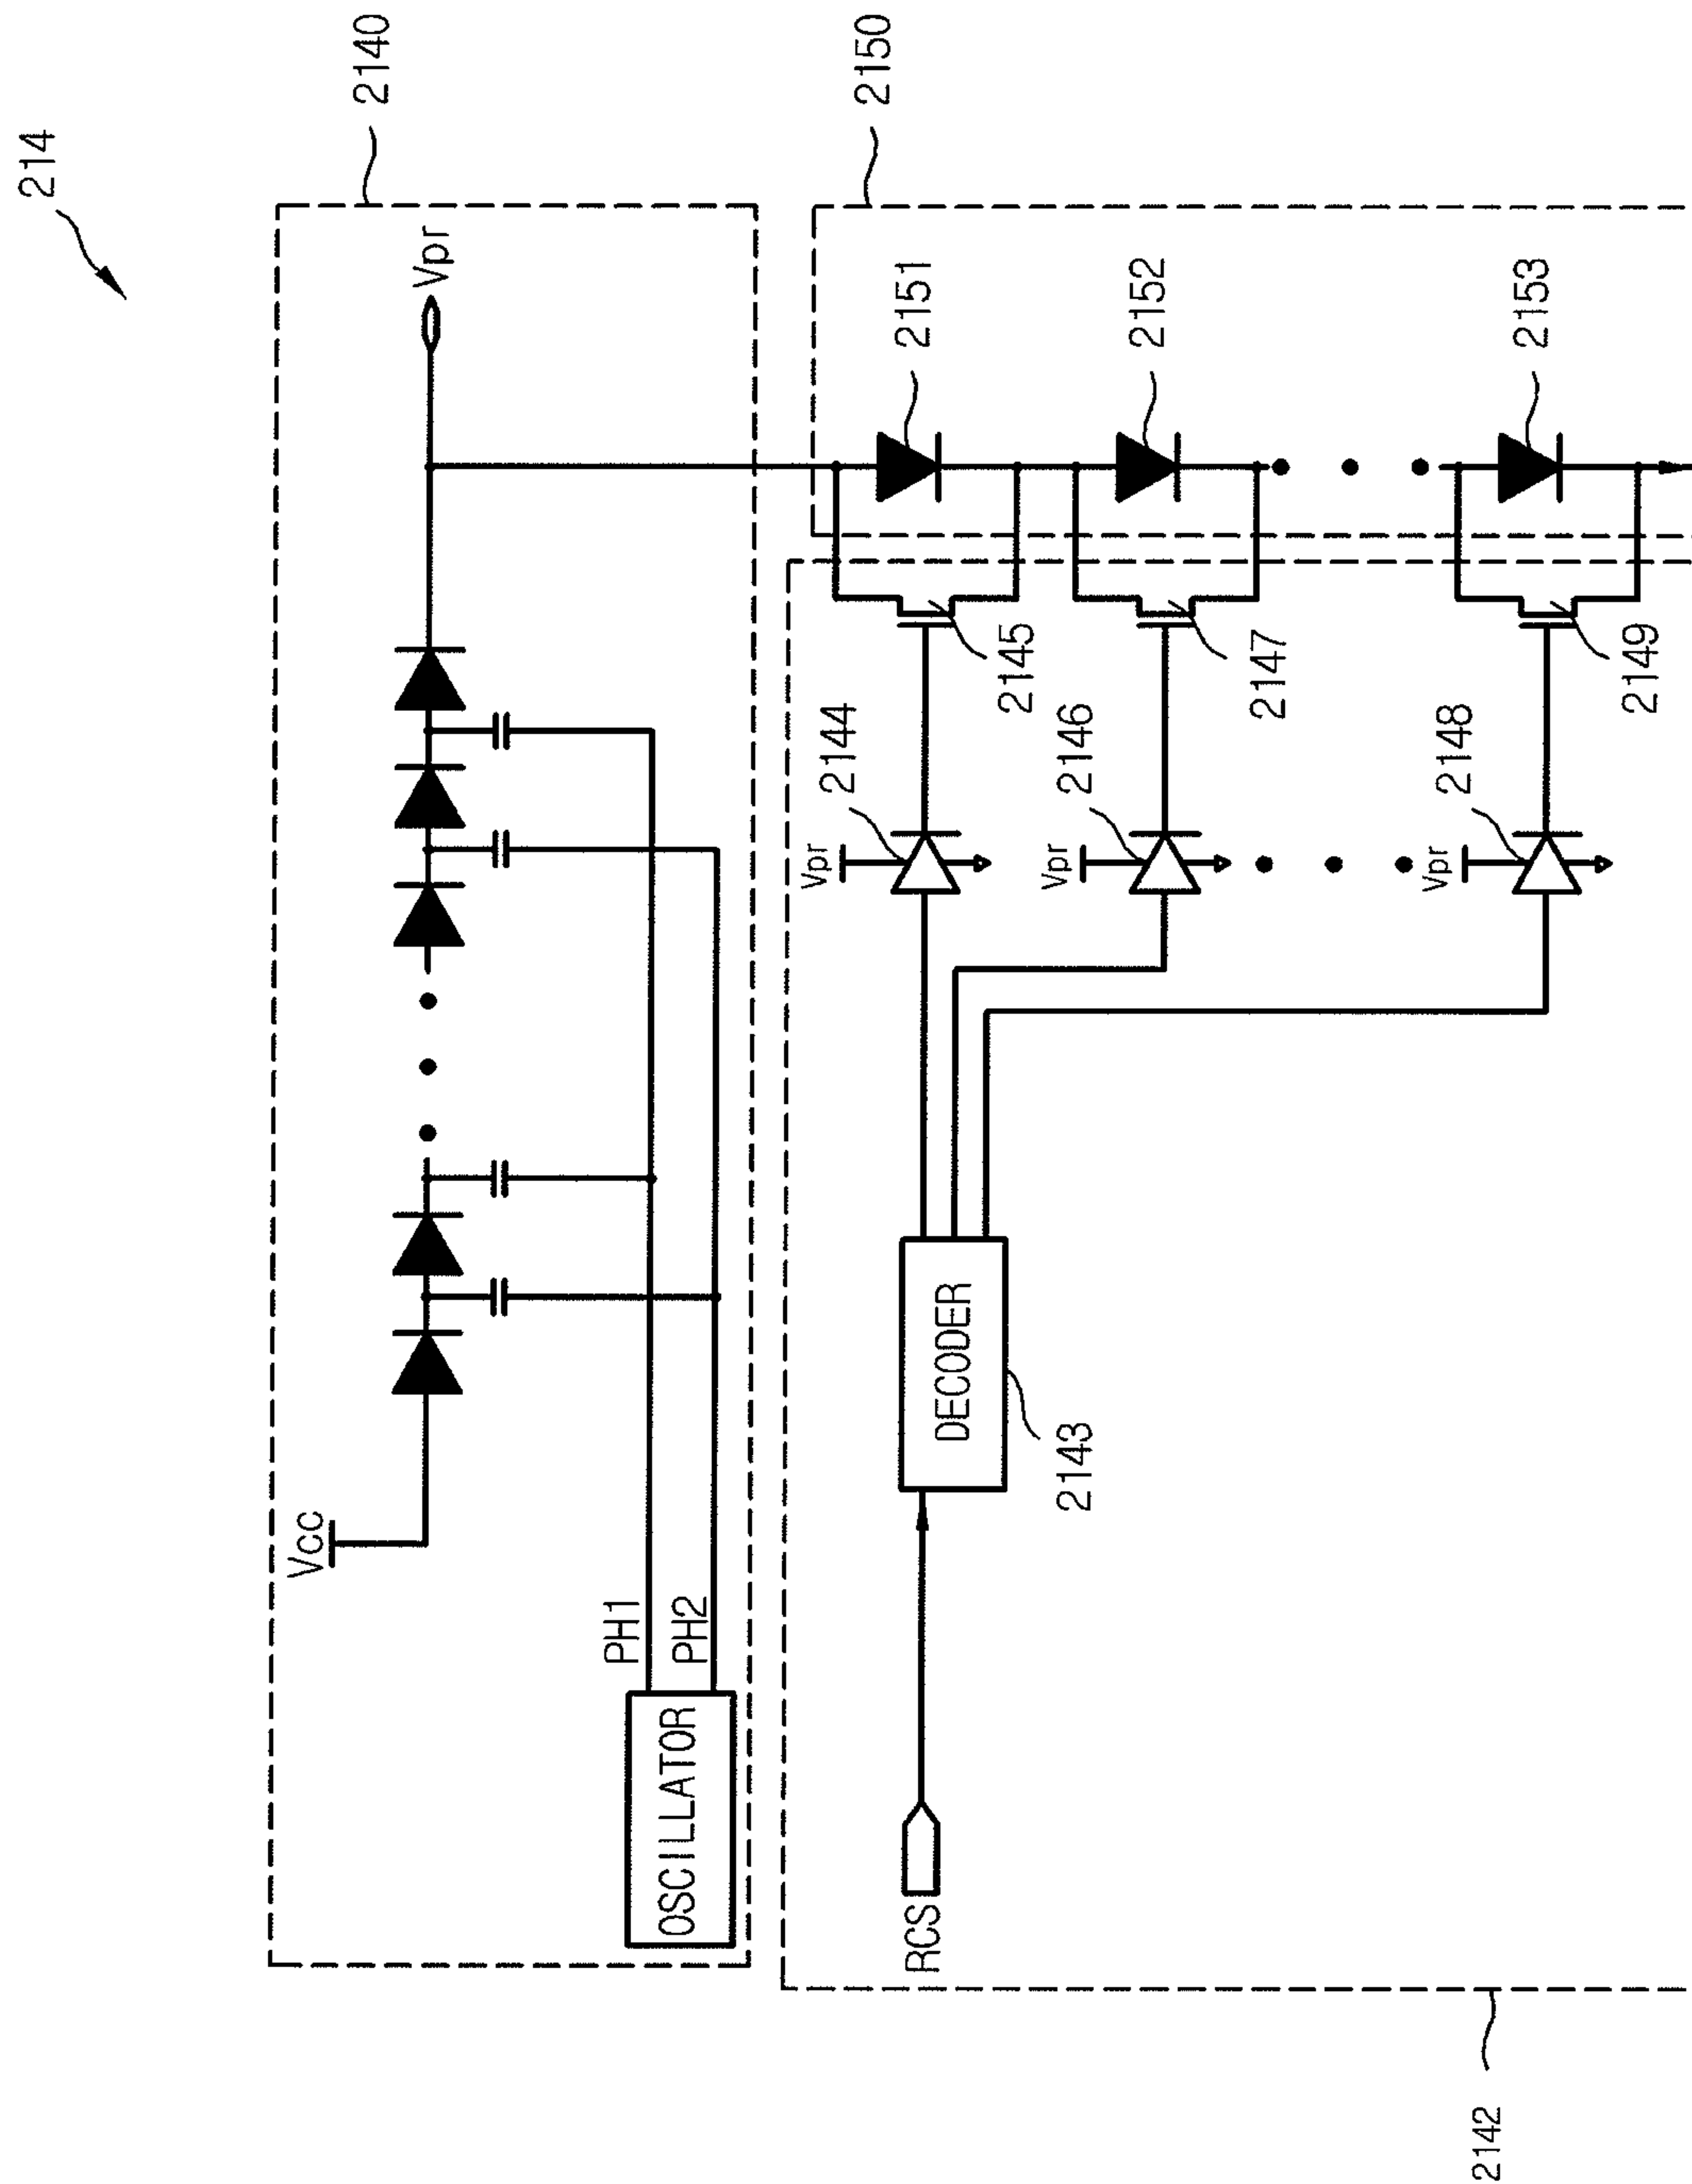 214
2140
Vcc
Vpr
PH1
PH2
OSCILLATOR
2150
2151
2152
2153
2145
2147
2149
2144
2146
2148
Vpr
Vpr
Vpr
DECODER
2143
RCS
2142